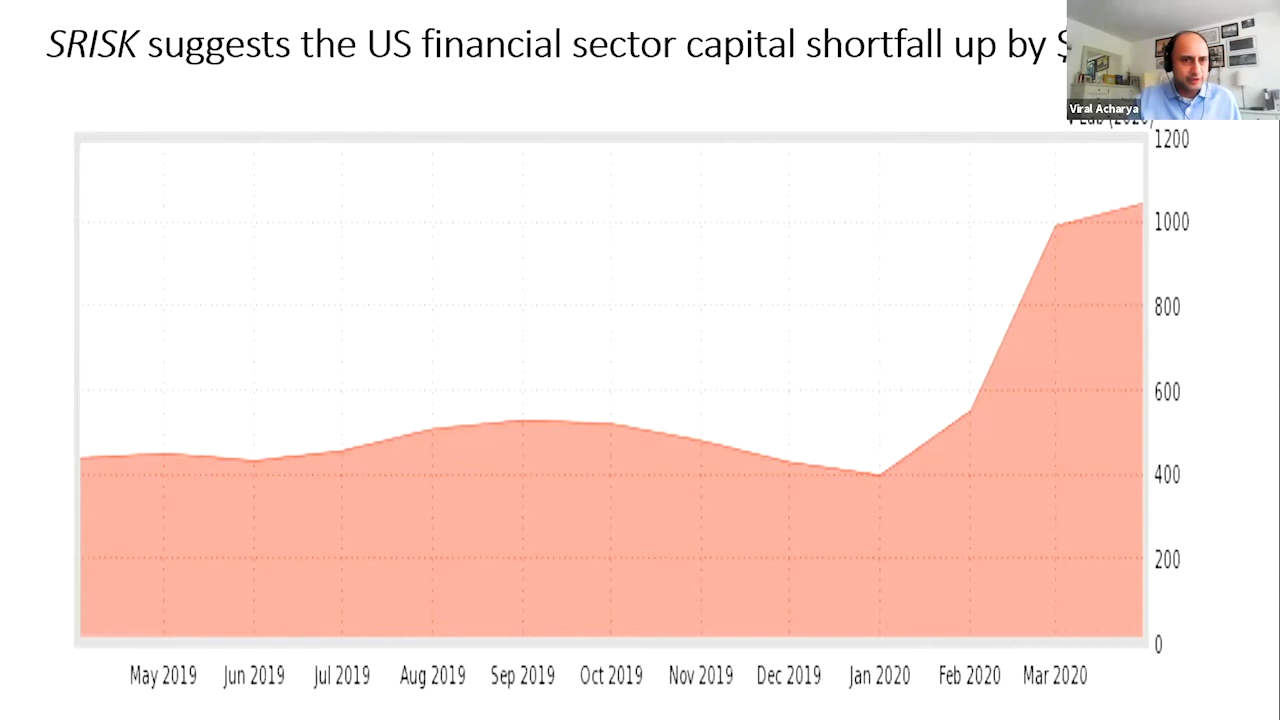 SRISK suggests the US financial sector capital shortfall up by $
Viral Acharya
1200
1000
800
600
400
200
0
May 2019 Jun 2019 Jul 2019 Aug 2019 Sep 2019 Oct 2019 Nov 2019 Dec 2019 Jan 2020 Feb 2020 Mar 2020